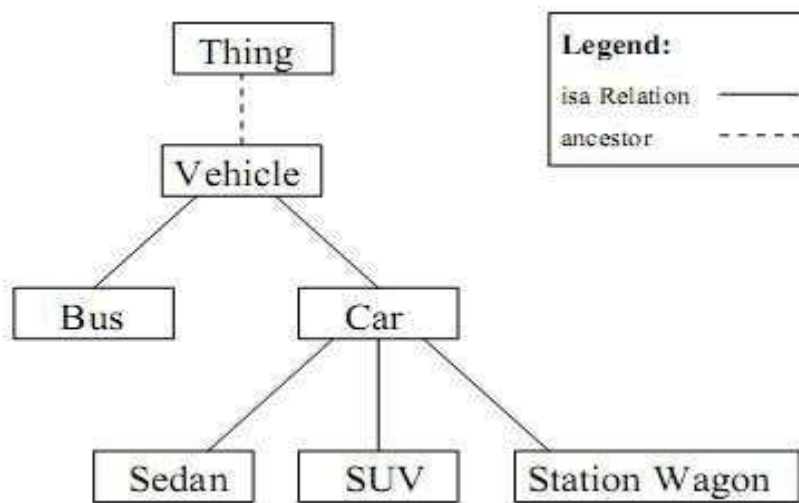 Thing
Legend:
isa Relation
ancestor
Vehicle
Bus
Car
Sedan
SUV
Station Wagon